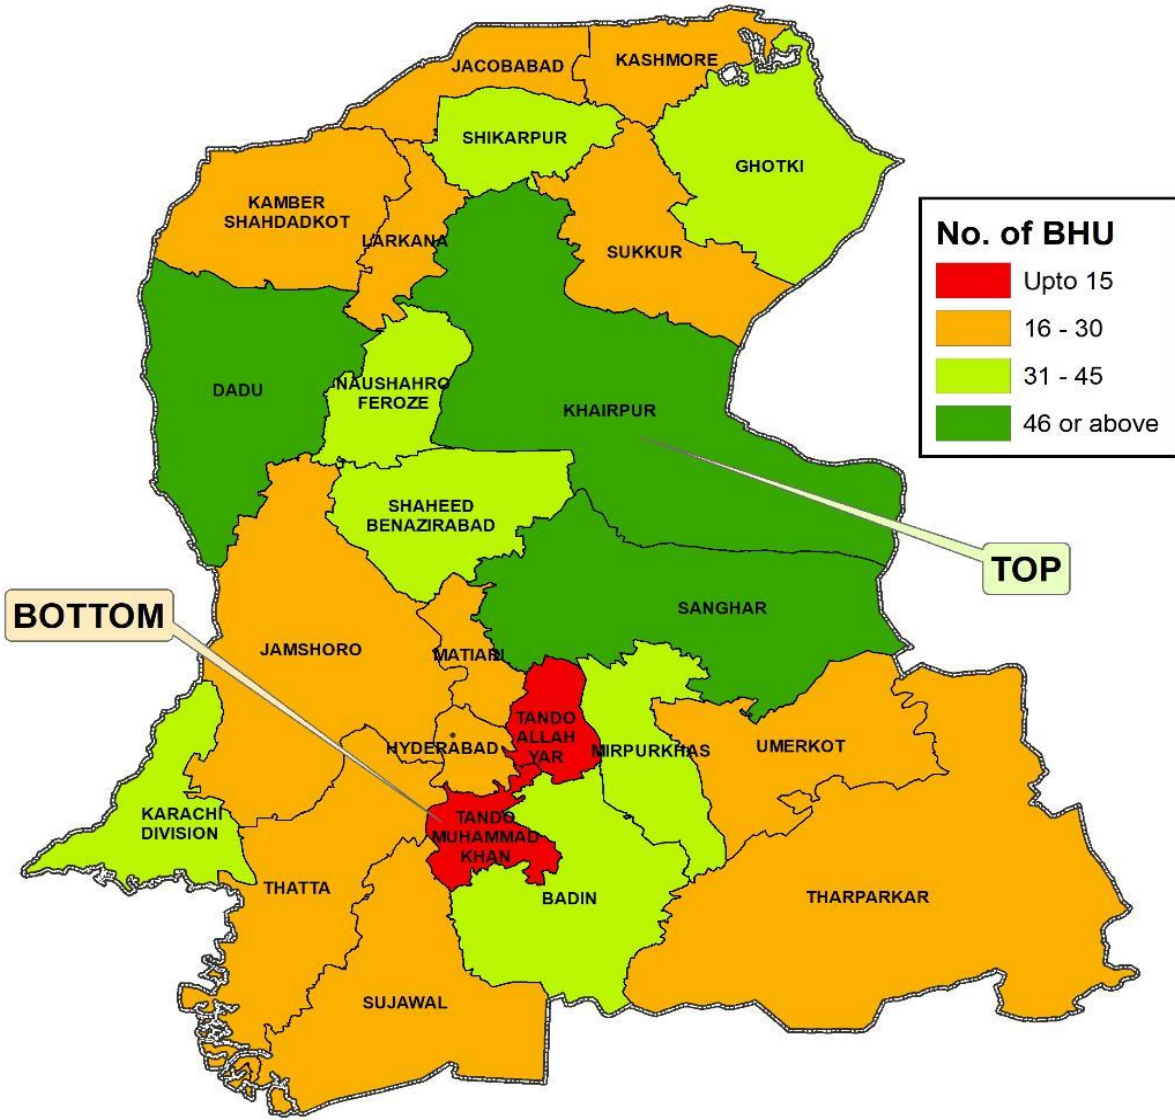 JACOBABAD
KASHMORE
SHIKARPUR
GHOTKI
KAMBER
SHAHDADKOT
LARKANA
SUKKUR
No. of BHU
Upto 15
16 - 30
31 - 45
46 or above
DADU
NAUSHAHRO
FEROZE
KHAIRPUR
SHAHEED
BENAZIRABAD
TOP
BOTTOM
SANGHAR
JAMSHORO
MATIARI
TANDO
ALLAH
YAR
HYDERABAD
MIRPURKHAS
UMERKOT
KARACHI
DIVISION
TANDO
MUHAMMAD
KHAN
THATTA
BADIN
THARPARKAR
SUJAWAL